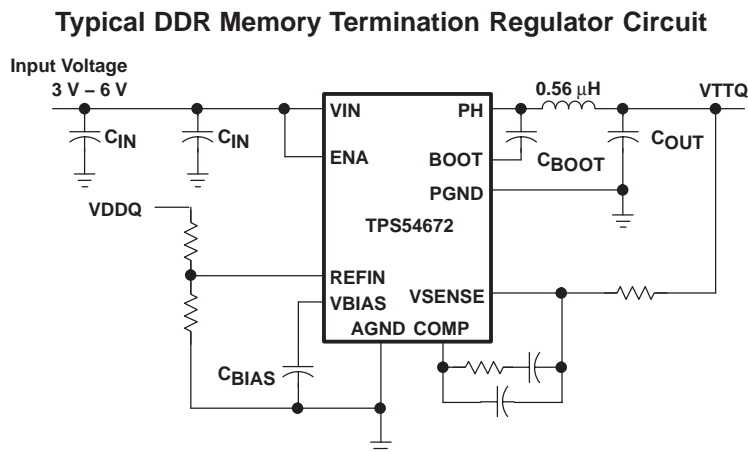 Typical DDR Memory Termination Regulator Circuit
Input Voltage
3 V – 6 V
0.56 μH
VTTQ
VIN
PH
CIN
CIN
COUT
ENA
BOOT
CBOOT
PGND
VDDQ
TPS54672
REFIN
VBIAS
VSENSE
AGND COMP
CBIAS